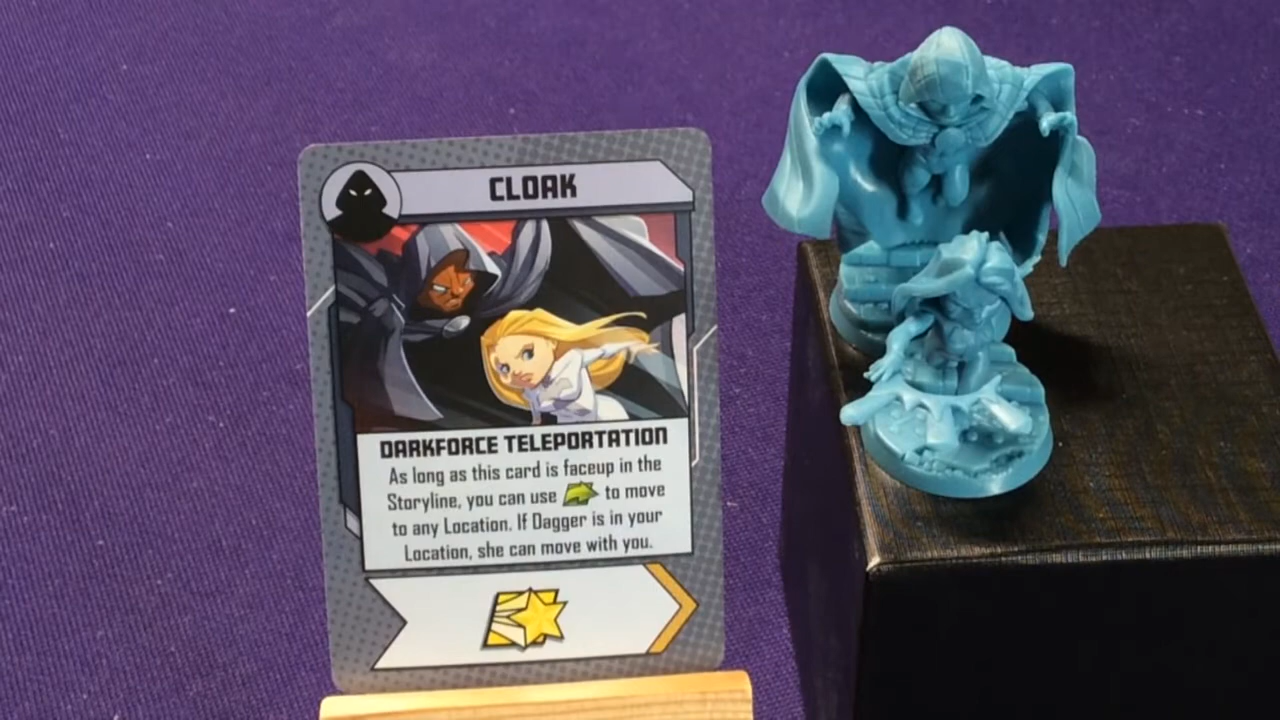 CLOAK
DARKFORCE TELEPORTATION
As long as this card is faceup in the
Storyline, you can use to move
to any Location. If Dagger is in your
Location, she can move with you.